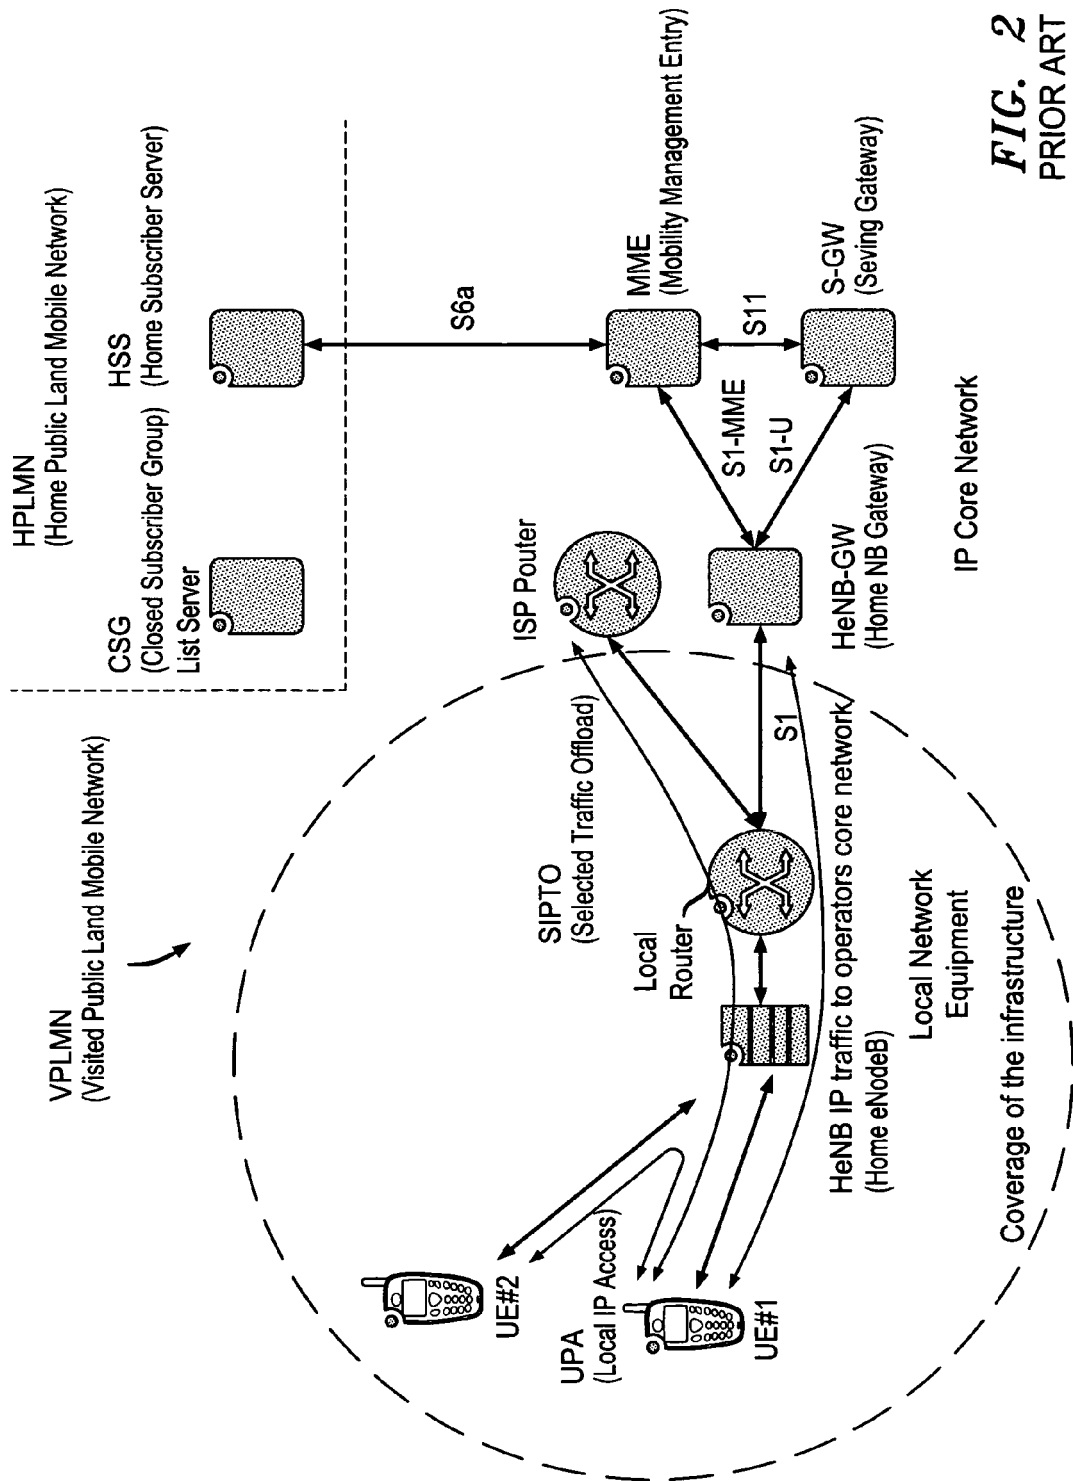 VPLMN
(Visited Public Land Mobile Network)
HPLMN
(Home Public Land Mobile Network)
CSG
(Closed Subscriber Group)
List Server
HSS
(Home Subscriber Server)
S6a
UE#2
UPA
(Local IP Access)
UE#1
SIPTO
(Selected Traffic Offload)
Local
Router
ISP Pouter
MME
(Mobility Management Entry)
S1-MME
S11
S1-U
S1
S-GW
(Seving Gateway)
HeNB-GW
(Home NB Gateway)
HeNB IP traffic to operators core network
(Home eNodeB)
Local Network
Equipment
IP Core Network
Coverage of the infrastructure
FIG. 2
PRIOR ART